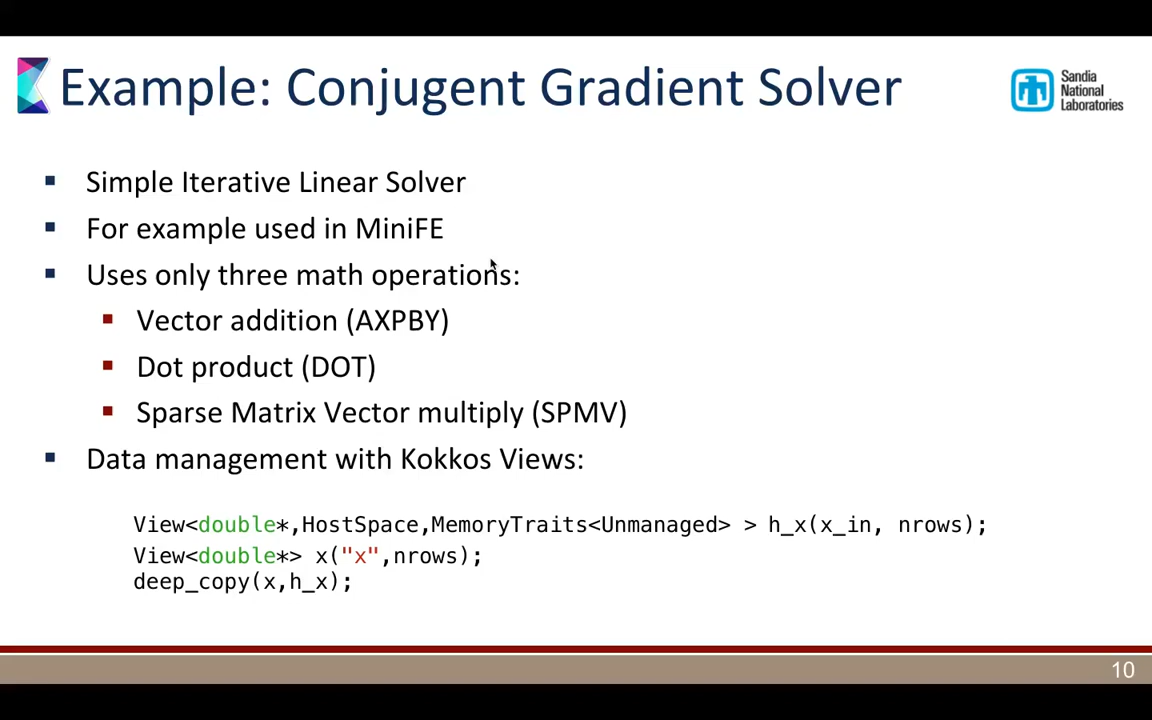 Example: Conjugent Gradient Solver
Sandia
National
Laboratories
Simple Iterative Linear Solver
For example used in MiniFE
Uses only three math operations:
Vector addition (AXPBY)
Dot product (DOT)
Sparse Matrix Vector multiply (SPMV)
Data management with Kokkos Views:
View<double*,HostSpace,MemoryTraits<Unmanaged> > h_x(x_in, nrows);
View<double*> x("x",nrows);
deep_copy(x,h_x);
10